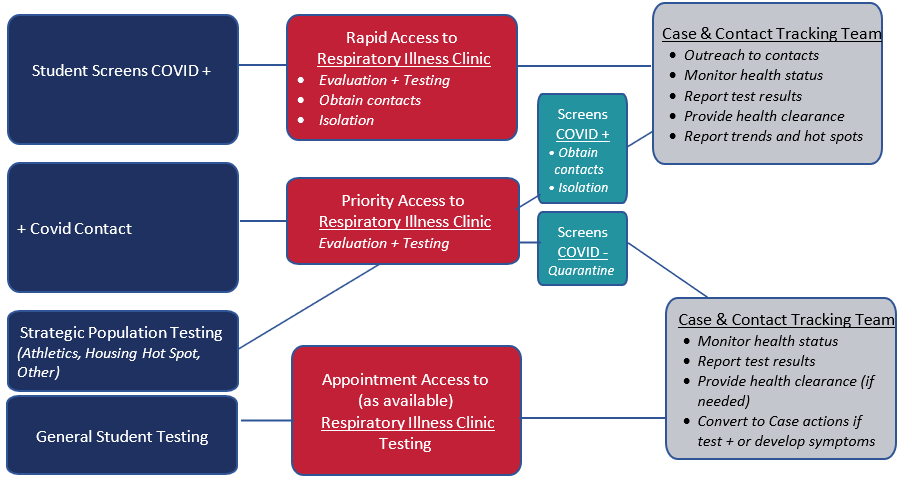 Student Screens COVID +
Rapid Access to
Respiratory Illness Clinic
• Evaluation + Testing
• Obtain contacts
• Isolation
Case & Contact Tracking Team
• Outreach to contacts
• Monitor health status
• Report test results
• Provide health clearance
• Report trends and hot spots
+ Covid Contact
Priority Access to
Respiratory Illness Clinic
Evaluation + Testing
Screens
COVID +
• Obtain
contacts
• Isolation
Screens
COVID -
Quarantine
Strategic Population Testing
(Athletics, Housing Hot Spot,
Other)
General Student Testing
Appointment Access to
(as available)
Respiratory Illness Clinic
Testing
Case & Contact Tracking Team
• Monitor health status
• Report test results
• Provide health clearance (if
needed)
• Convert to Case actions if
test + or develop symptoms